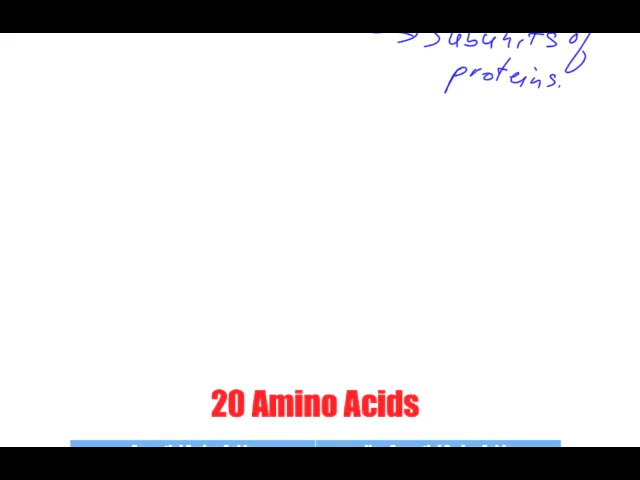 → subunits of
proteins.
20 Amino Acids